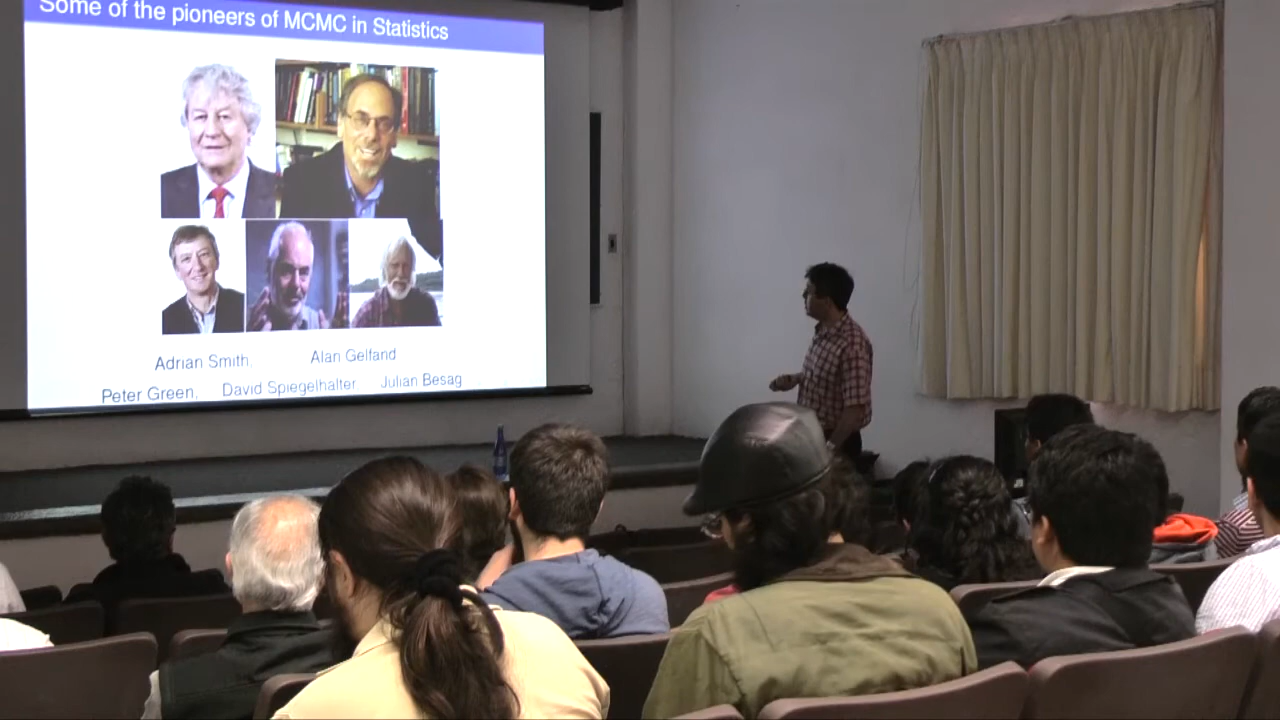 Some of the pioneers of MCMC in Statistics
Adrian Smith, Alan Gelfand
Peter Green, David Spiegelhalter Julian Besag